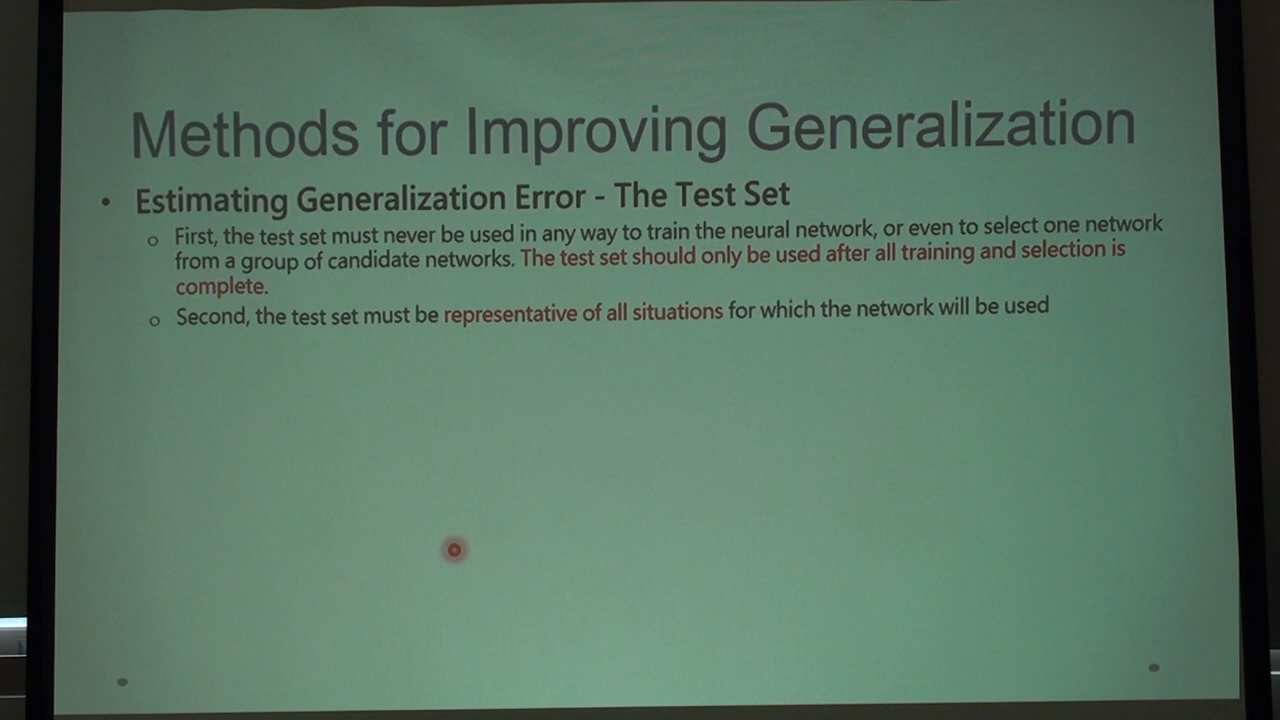 Methods for Improving Generalization
• Estimating Generalization Error - The Test Set
o First, the test set must never be used in any way to train the neural network, or even to select one network
from a group of candidate networks. The test set should only be used after all training and selection is
complete.
o Second, the test set must be representative of all situations for which the network will be used